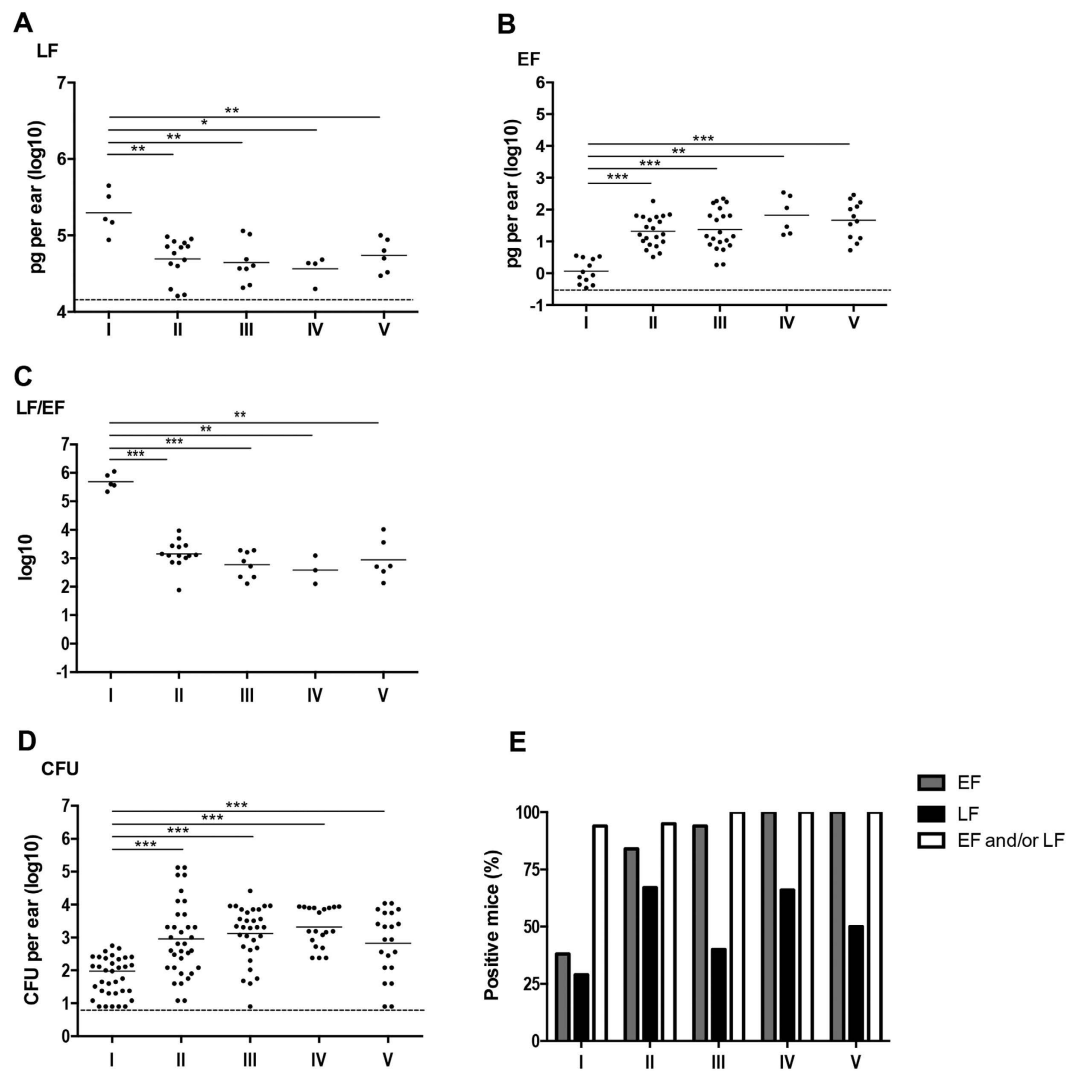 A
LF
pg per ear (log10)
7
6
5
4
**
*
**
**
I II III IV V
B
EF
pg per ear (log10)
6
5
4
3
2
1
0
-1
***
**
***
***
I II III IV V
C
LF/EF
log10
7
6
5
4
3
2
1
0
-1
**
**
***
***
I II III IV V
D
CFU
CFU per ear (log10)
7
6
5
4
3
2
1
0
***
***
***
***
I II III IV V
E
Positive mice (%)
100
75
50
25
0
I II III IV V
EF
LF
EF and/or LF